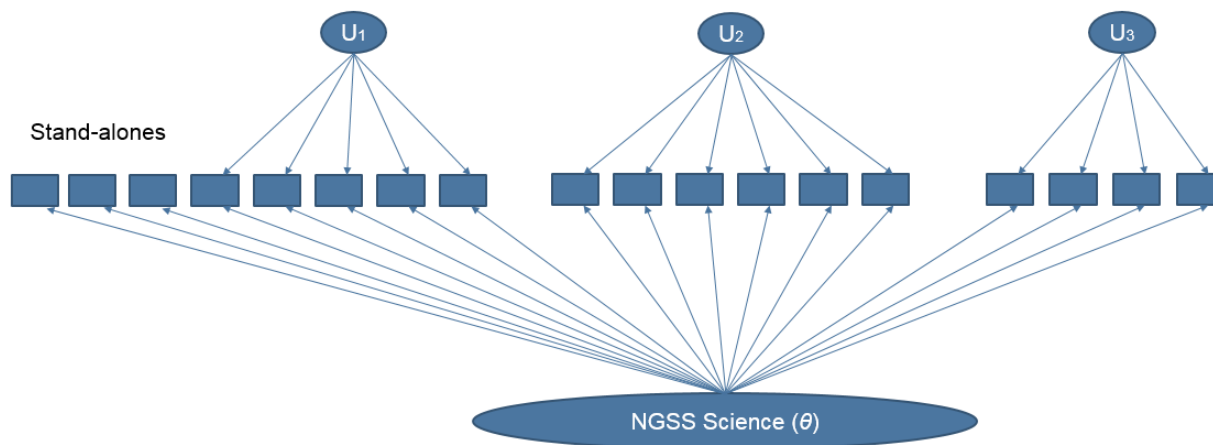 U₁
U₂
U₃
Stand-alones
NGSS Science (θ)